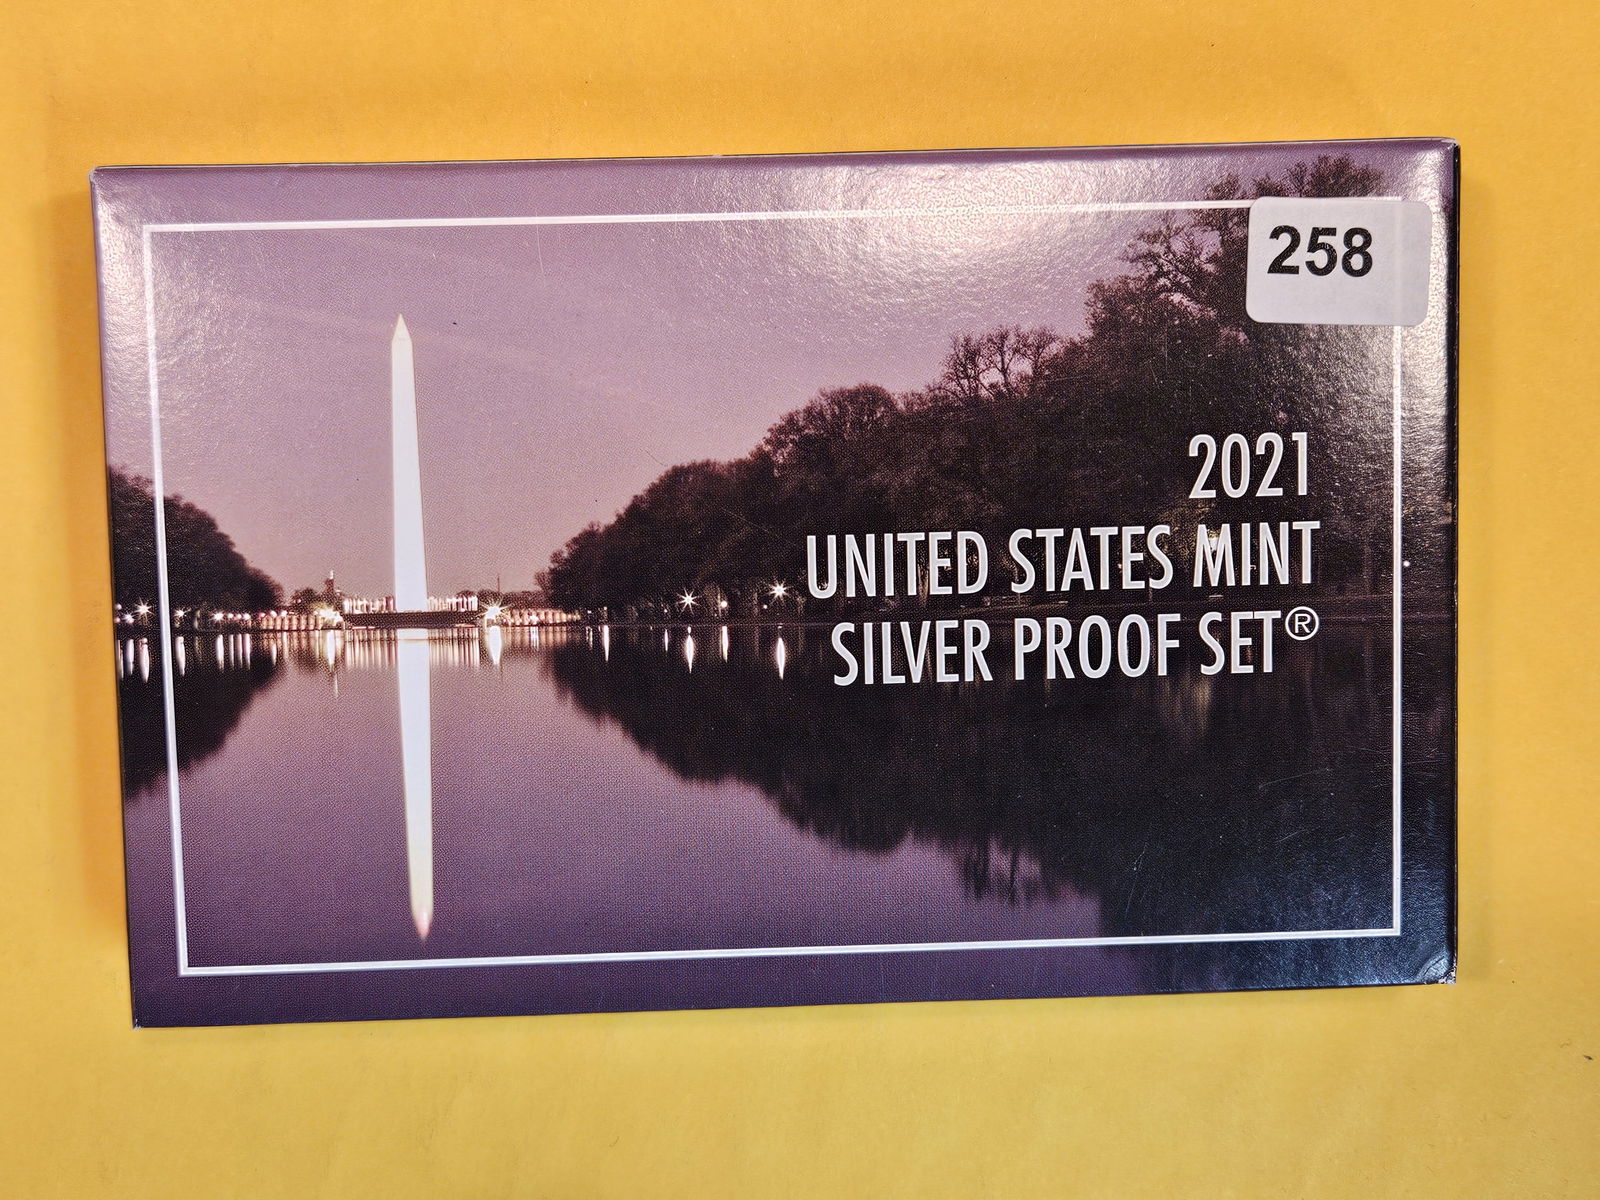 258
2021
UNITED STATES MINT
SILVER PROOF SET®